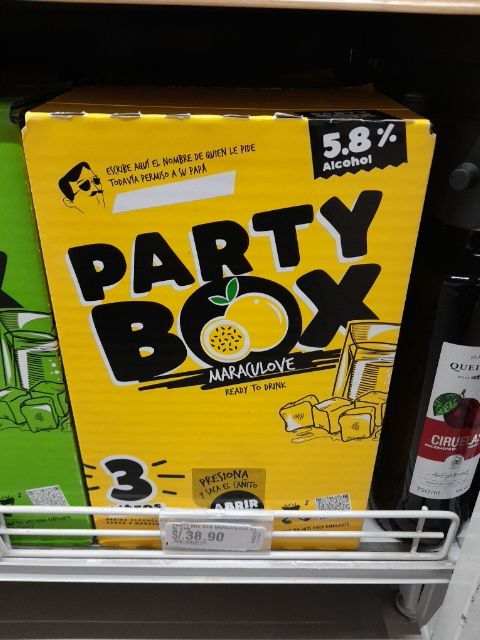 5.8%
Alcohol
ESCRIBE AQUÍ EL NOMBRE DE QUIEN LE PIDE
TODAVÍA PERMISO A SU PAPÁ
PARTY
BOX
MARACULOVE
READY TO DRINK
3
PRESIONA
Y SACA EL CAÑITO
ABRIR
S/.38.90
CIRUELAS
750ml